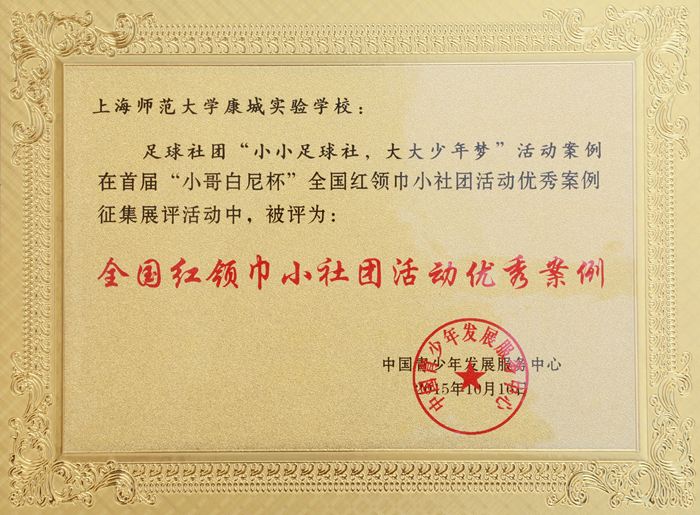 上海师范大学康城实验学校：
足球社团“小小足球社，大大少年梦”活动案例
在首届“小哥白尼杯”全国红领巾小社团活动优秀案例
征集展评活动中，被评为：
全国红领巾小社团活动优秀案例
中国青少年发展服务中心
2015年10月16日
中国青少年发展服务中心